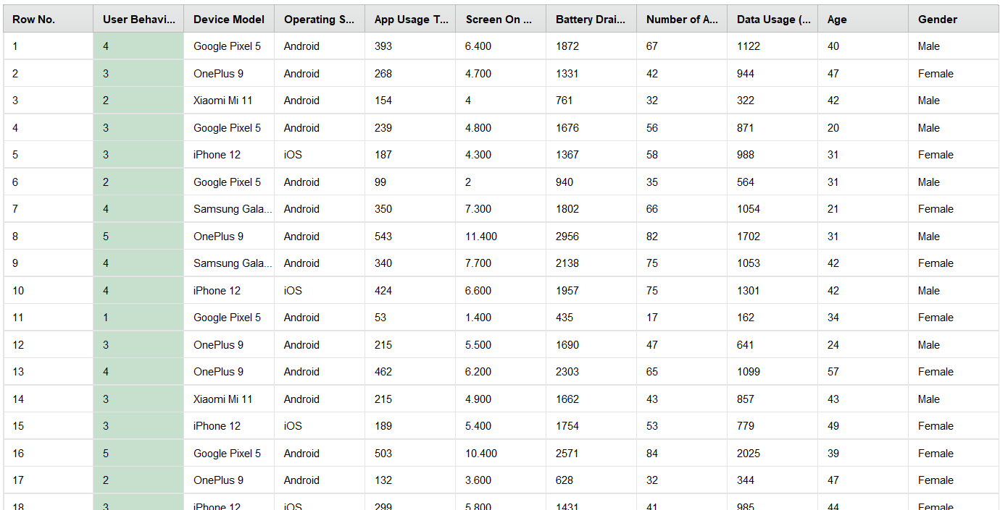 Row No. User Behavi... Device Model Operating S... App Usage T... Screen On ... Battery Drai... Number of A... Data Usage (... Age Gender
1 4 Google Pixel 5 Android 393 6.400 1872 67 1122 40 Male
2 3 OnePlus 9 Android 268 4.700 1331 42 944 47 Female
3 2 Xiaomi Mi 11 Android 154 4 761 32 322 42 Male
4 3 Google Pixel 5 Android 239 4.800 1676 56 871 20 Male
5 3 iPhone 12 iOS 187 4.300 1367 58 988 31 Female
6 2 Google Pixel 5 Android 99 2 940 35 564 31 Male
7 4 Samsung Gala... Android 350 7.300 1802 66 1054 21 Female
8 5 OnePlus 9 Android 543 11.400 2956 82 1702 31 Male
9 4 Samsung Gala... Android 340 7.700 2138 75 1053 42 Female
10 4 iPhone 12 iOS 424 6.600 1957 75 1301 42 Male
11 1 Google Pixel 5 Android 53 1.400 435 17 162 34 Female
12 3 OnePlus 9 Android 215 5.500 1690 47 641 24 Male
13 4 OnePlus 9 Android 462 6.200 2303 65 1099 57 Female
14 3 Xiaomi Mi 11 Android 215 4.900 1662 43 857 43 Male
15 3 iPhone 12 iOS 189 5.400 1754 53 779 49 Female
16 5 Google Pixel 5 Android 503 10.400 2571 84 2025 39 Female
17 2 OnePlus 9 Android 132 3.600 628 32 344 47 Female
18 3 iPhone 12 iOS 299 5.800 1431 41 985 44 Female